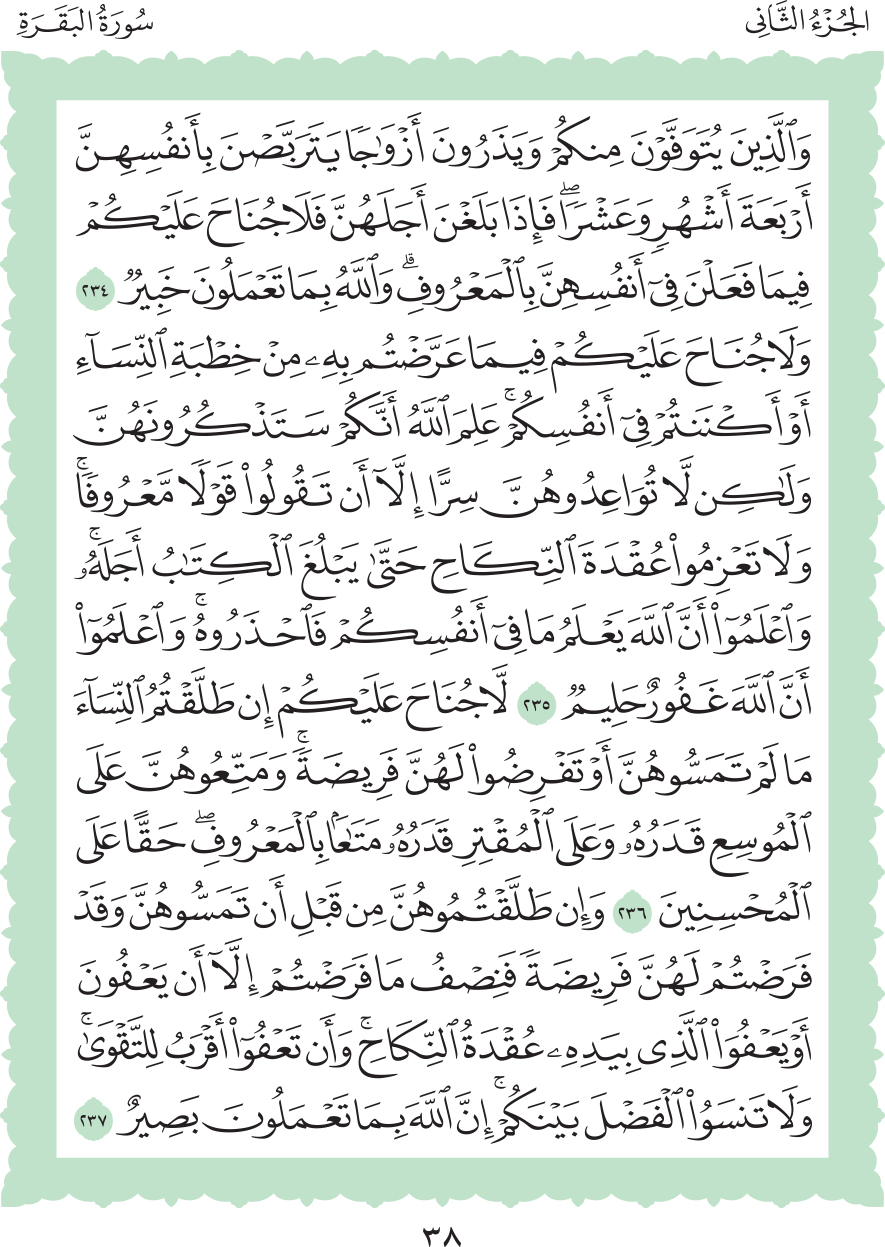 الجُزْءُ الثَّانِي
سُورَةُ البَقَرَةِ
وَٱلَّذِينَ يُتَوَفَّوۡنَ مِنكُمۡ وَيَذَرُونَ أَزۡوَٰجٗا يَتَرَبَّصۡنَ بِأَنفُسِهِنَّ
أَرۡبَعَةَ أَشۡهُرٖ وَعَشۡرٗاۖ فَإِذَا بَلَغۡنَ أَجَلَهُنَّ فَلَا جُنَاحَ عَلَيۡكُمۡ
فِيمَا فَعَلۡنَ فِيٓ أَنفُسِهِنَّ بِٱلۡمَعۡرُوفِۗ وَٱللَّهُ بِمَا تَعۡمَلُونَ خَبِيرٞ ٢٣٤
وَلَا جُنَاحَ عَلَيۡكُمۡ فِيمَا عَرَّضۡتُم بِهِۦ مِنۡ خِطۡبَةِ ٱلنِّسَآءِ
أَوۡ أَكۡنَنتُمۡ فِيٓ أَنفُسِكُمۡۚ عَلِمَ ٱللَّهُ أَنَّكُمۡ سَتَذۡكُرُونَهُنَّ
وَلَٰكِن لَّا تُوَاعِدُوهُنَّ سِرًّا إِلَّآ أَن تَقُولُواْ قَوۡلٗا مَّعۡرُوفٗاۚ
وَلَا تَعۡزِمُواْ عُقۡدَةَ ٱلنِّكَاحِ حَتَّىٰ يَبۡلُغَ ٱلۡكِتَٰبُ أَجَلَهُۥۚ
وَٱعۡلَمُوٓاْ أَنَّ ٱللَّهَ يَعۡلَمُ مَا فِيٓ أَنفُسِكُمۡ فَٱحۡذَرُوهُۚ وَٱعۡلَمُوٓاْ
أَنَّ ٱللَّهَ غَفُورٌ حَلِيمٞ ٢٣٥ لَّا جُنَاحَ عَلَيۡكُمۡ إِن طَلَّقۡتُمُ ٱلنِّسَآءَ
مَا لَمۡ تَمَسُّوهُنَّ أَوۡ تَفۡرِضُواْ لَهُنَّ فَرِيضَةٗۚ وَمَتِّعُوهُنَّ عَلَى
ٱلۡمُوسِعِ قَدَرُهُۥ وَعَلَى ٱلۡمُقۡتِرِ قَدَرُهُۥ مَتَٰعَۢا بِٱلۡمَعۡرُوفِۖ حَقًّا عَلَى
ٱلۡمُحۡسِنِينَ ٢٣٦ وَإِن طَلَّقۡتُمُوهُنَّ مِن قَبۡلِ أَن تَمَسُّوهُنَّ وَقَدۡ
فَرَضۡتُمۡ لَهُنَّ فَرِيضَةٗ فَنِصۡفُ مَا فَرَضۡتُمۡ إِلَّآ أَن يَعۡفُونَ
أَوۡ يَعۡفُوَاْ ٱلَّذِي بِيَدِهِۦ عُقۡدَةُ ٱلنِّكَاحِۚ وَأَن تَعۡفُوٓاْ أَقۡرَبُ لِلتَّقۡوَىٰۚ
وَلَا تَنسَوُاْ ٱلۡفَضۡلَ بَيۡنَكُمۡۚ إِنَّ ٱللَّهَ بِمَا تَعۡمَلُونَ بَصِيرٌ ٢٣٧
٣٨